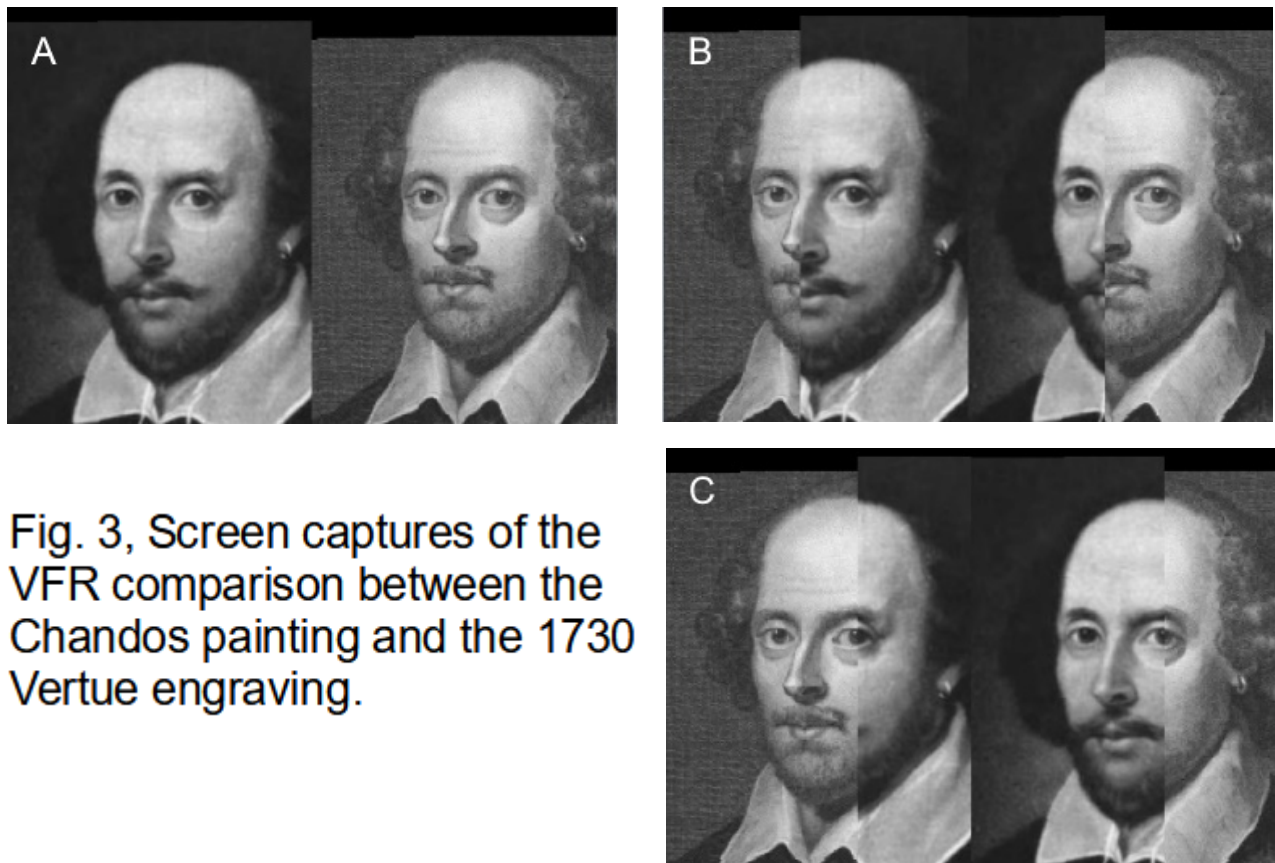 A
B
C
Fig. 3, Screen captures of the
VFR comparison between the
Chandos painting and the 1730
Vertue engraving.